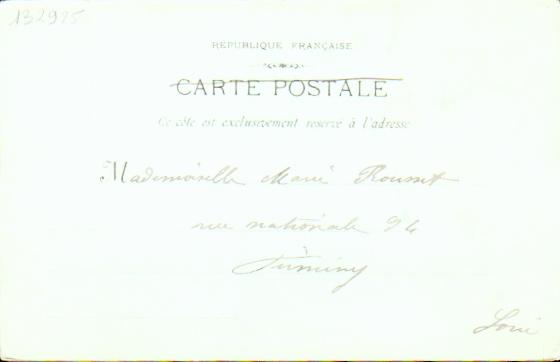 132975
REPUBLIQUE FRANÇAISE
CARTE POSTALE
Ce côté est exclusivement réservé à l'adresse
Mademoiselle Marie Rousset
rue nationale 94
Firminy
Loire